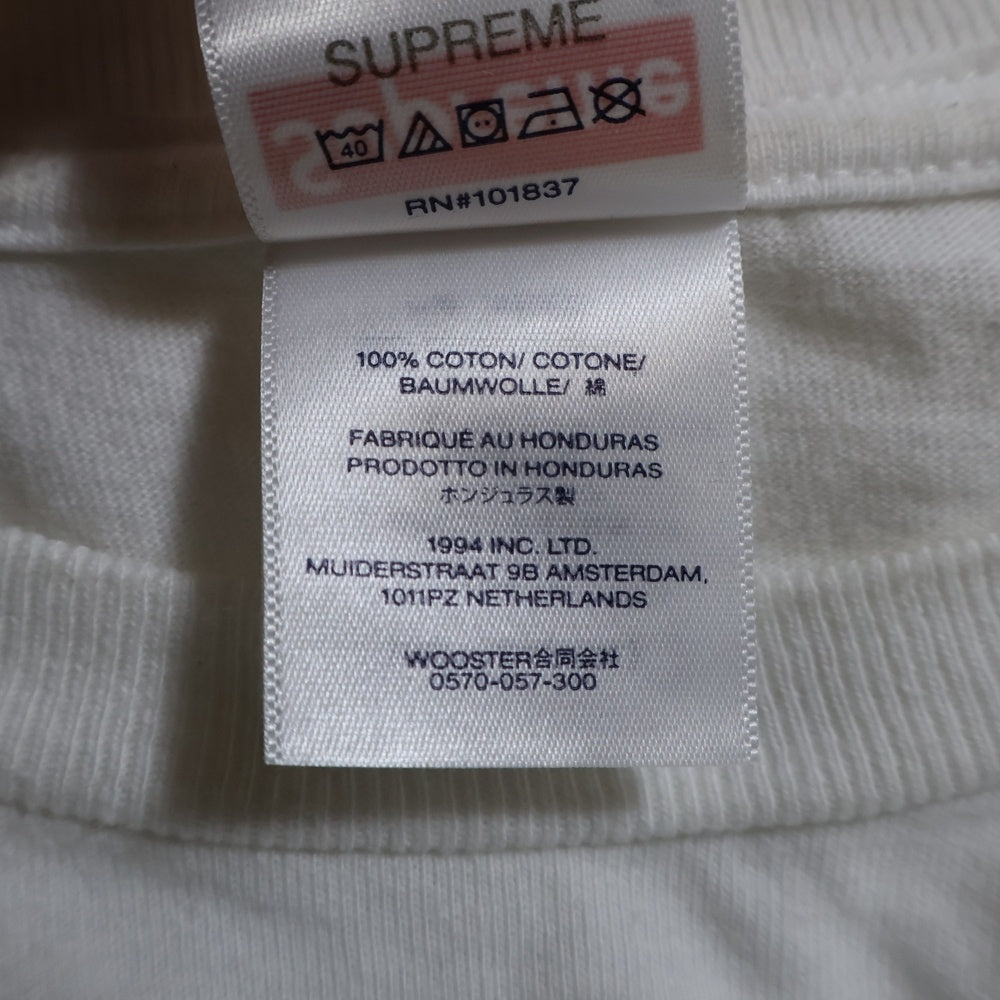 SUPREME
40
RN#101837
100% COTON/ COTONE/
BAUMWOLLE/ 綿
FABRIQUÉ AU HONDURAS
PRODOTTO IN HONDURAS
ホンジュラス製
1994 INC. LTD.
MUIDERSTRAAT 9B AMSTERDAM,
1011PZ NETHERLANDS
WOOSTER合同会社
0570-057-300